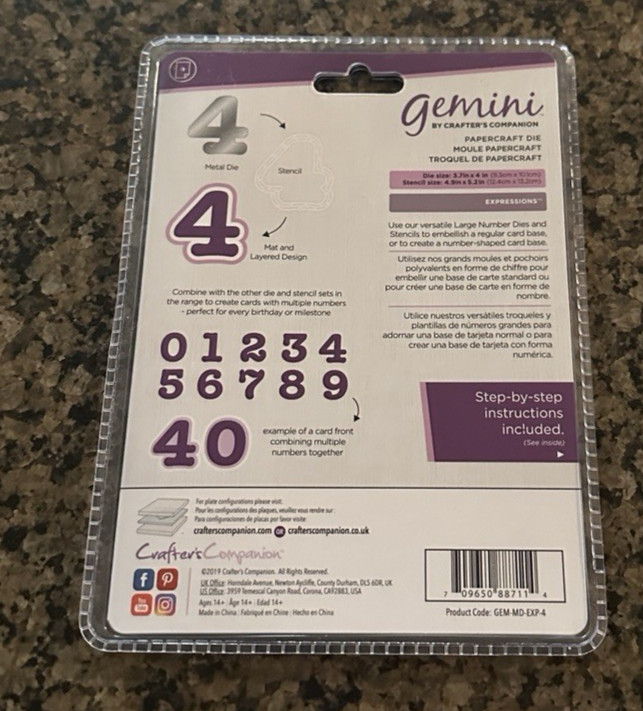 4
Metal Die
Stencil
4
Mat and
Layered Design
Combine with the other die and stencil sets in
the range to create cards with multiple numbers
- perfect for every birthday or milestone
0 1 2 3 4
5 6 7 8 9
40
example of a card front
combining multiple
numbers together
gemini
BY CRAFTER'S COMPANION
PAPERCRAFT DIE
MOULE PAPERCRAFT
TROQUEL DE PAPERCRAFT
Die size: 3.7in x 4 in (9.5cm x 10.1cm)
Stencil size: 4.9in x 5.2in (12.4cm x 13.2cm)
EXPRESSIONS™
Use our versatile Large Number Dies and
Stencils to embellish a regular card base,
or to create a number-shaped card base.
Utilisez nos grands moules et pochoirs
polyvalents en forme de chiffre pour
embellir une base de carte standard ou
pour créer une base de carte en forme de
nombre.
Utilice nuestros versátiles troqueles y
plantillas de números grandes para
adornar una base de tarjeta normal o para
crear una base de tarjeta con forma
numérica.
Step-by-step
instructions
included.
(See inside)
For plate configurations please visit:
Pour les configurations des plaques, veuillez vous rendre sur :
Para configuraciones de placas por favor visite:
crafterscompanion.com OR crafterscompanion.co.uk
Crafter's Companion
©2019 Crafter's Company. All Rights Reserved.
UK Office: Horndale Avenue, Newton Aycliffe, County Durham, DL5 6DR, UK.
US Office: 3959 Temescal Canyon Road, Corona, CA92883, USA
Ages 14+ | Âge 14+ | Edad 14+
Made in China | Fabriqué en Chine | Hecho en China
7 09650 88711 4
Product Code: GEM-MD-EXP-4